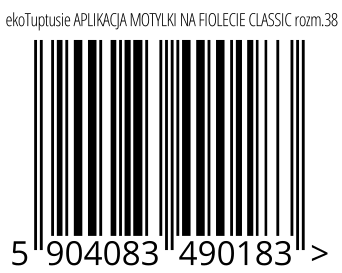 ekoTuptusie APLIKACJA MOTYLKI NA FIOLECIE CLASSIC rozm.38
5 904083 490183 >